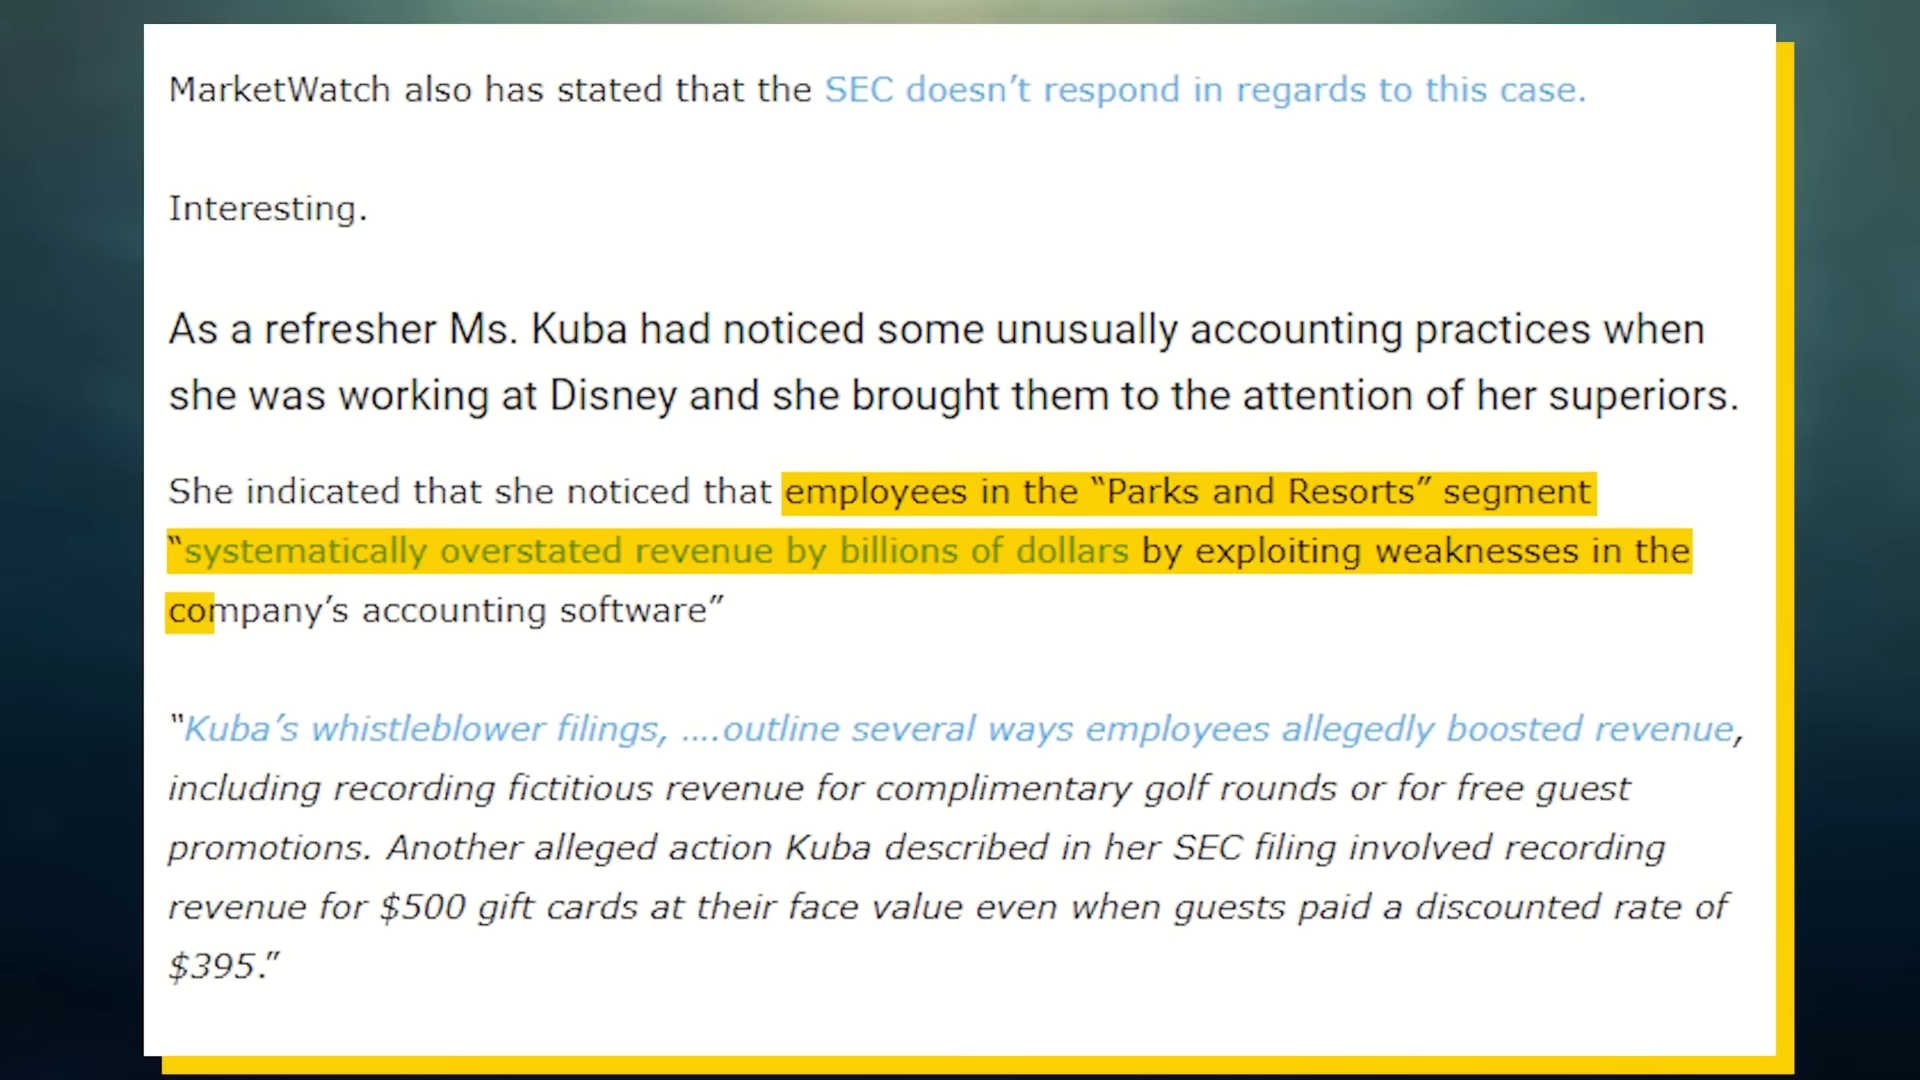 MarketWatch also has stated that the SEC doesn’t respond in regards to this case.
Interesting.
As a refresher Ms. Kuba had noticed some unusually accounting practices when
she was working at Disney and she brought them to the attention of her superiors.
She indicated that she noticed that employees in the “Parks and Resorts” segment
“systematically overstated revenue by billions of dollars by exploiting weaknesses in the
company’s accounting software”
“Kuba’s whistleblower filings, ....outline several ways employees allegedly boosted revenue,
including recording fictitious revenue for complimentary golf rounds or for free guest
promotions. Another alleged action Kuba described in her SEC filing involved recording
revenue for $500 gift cards at their face value even when guests paid a discounted rate of
$395.”